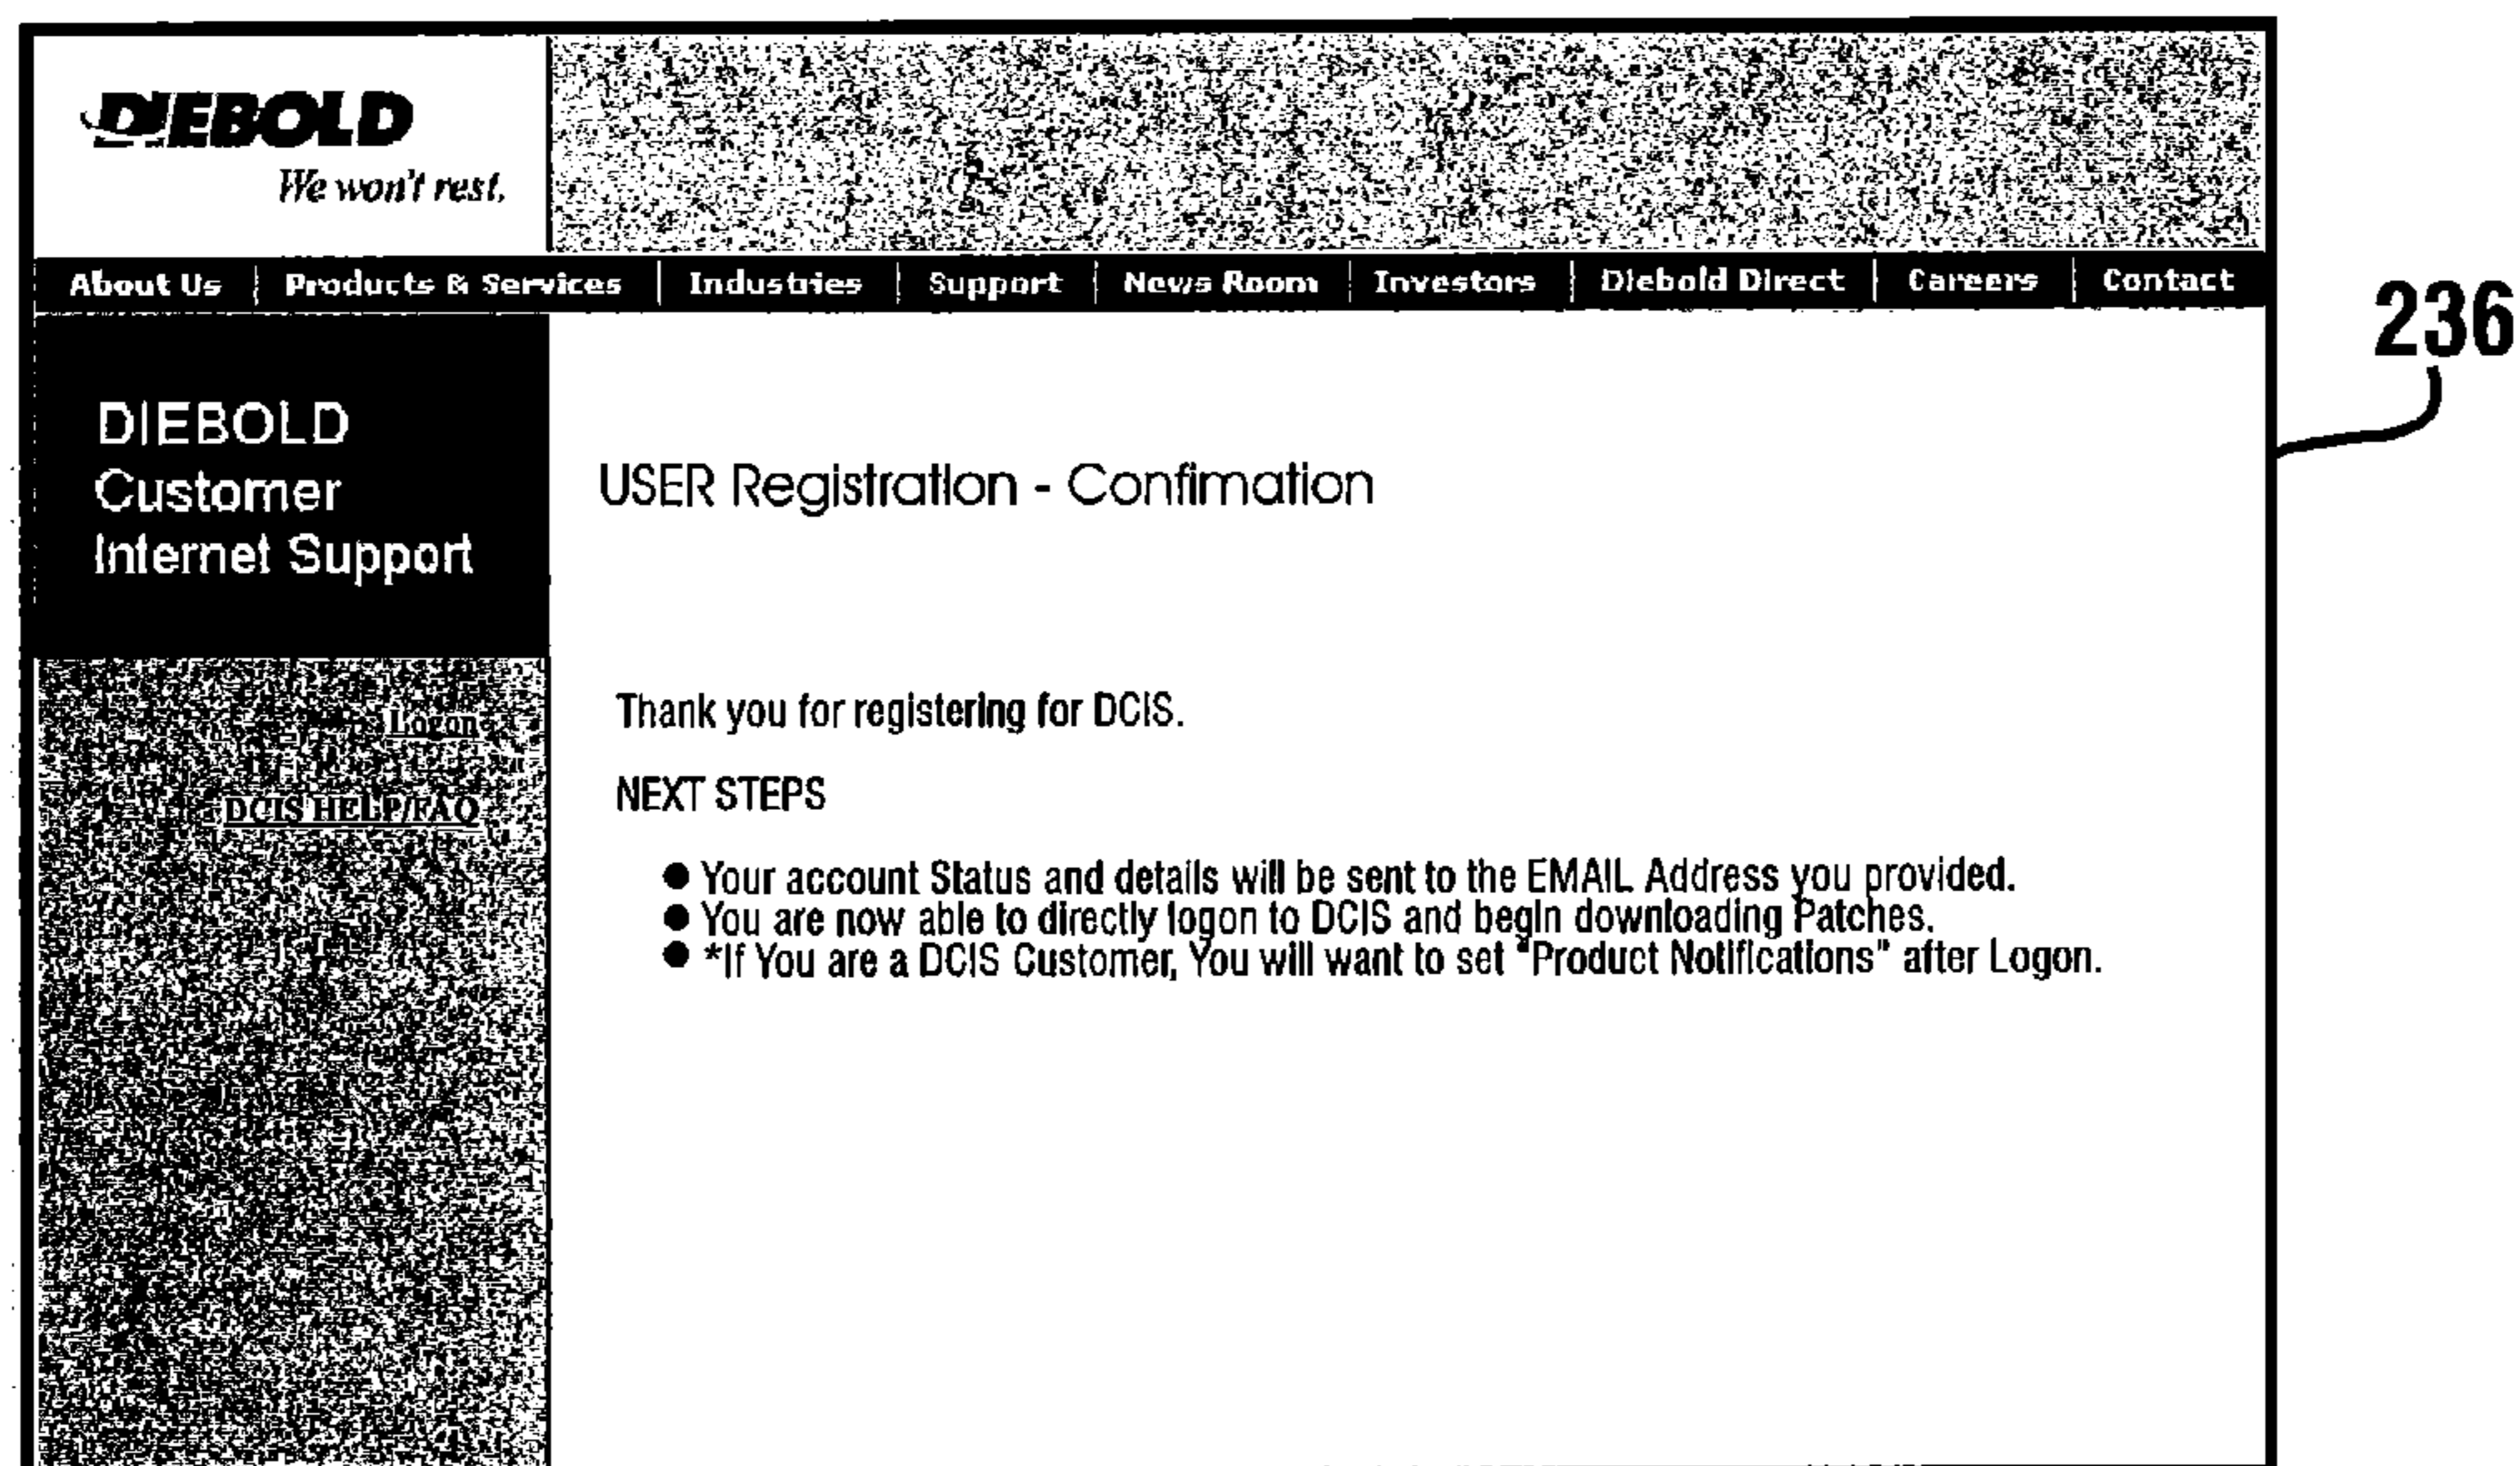 DIEBOLD
We won't rest.
About Us | Products & Services | Industries | Support | News Room | Investors | Diebold Direct | Careers | Contact
236
DIEBOLD
Customer
Internet Support
USER Registration - Confirmation
Thank you for registering for DCIS.
Logon
NEXT STEPS
DCIS HELP/FAQ
● Your account Status and details will be sent to the EMAIL Address you provided.
● You are now able to directly logon to DCIS and begin downloading Patches.
● *If You are a DCIS Customer, You will want to set "Product Notifications" after Logon.